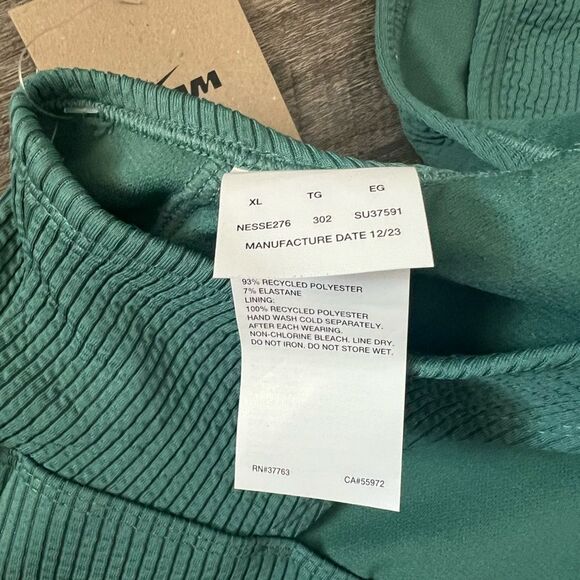 XL TG EG
NESSE276 302 SU37591
MANUFACTURE DATE 12/23
93% RECYCLED POLYESTER
7% ELASTANE
LINING:
100% RECYCLED POLYESTER
HAND WASH COLD SEPARATELY.
AFTER EACH WEARING.
NON-CHLORINE BLEACH. LINE DRY.
DO NOT IRON. DO NOT STORE WET.
RN#37763 CA#55972